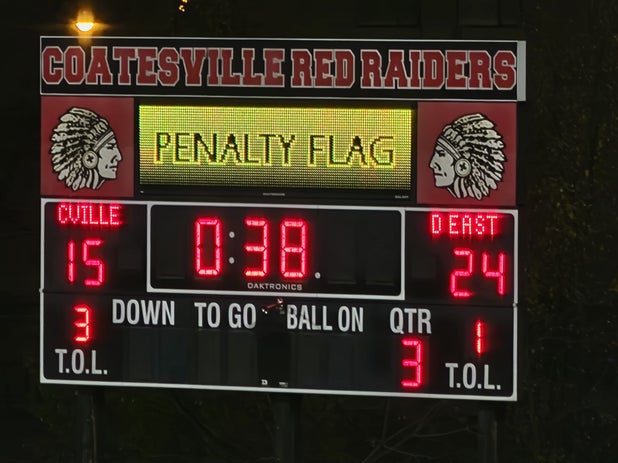 COATESVILLE RED RAIDERS
PENALTY FLAG
CVILLE
D EAST
15
0:38.
24
DAKTRONICS
3
DOWN
TO GO
BALL ON
QTR
1
3
T.O.L.
T.O.L.